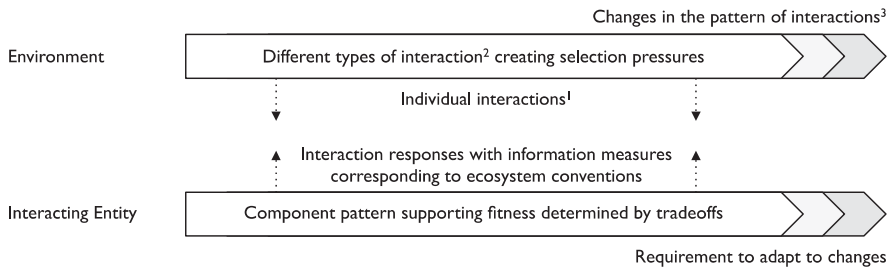 Changes in the pattern of interactions³
Environment
Different types of interaction² creating selection pressures
Individual interactions¹
Interaction responses with information measures
corresponding to ecosystem conventions
Interacting Entity
Component pattern supporting fitness determined by tradeoffs
Requirement to adapt to changes